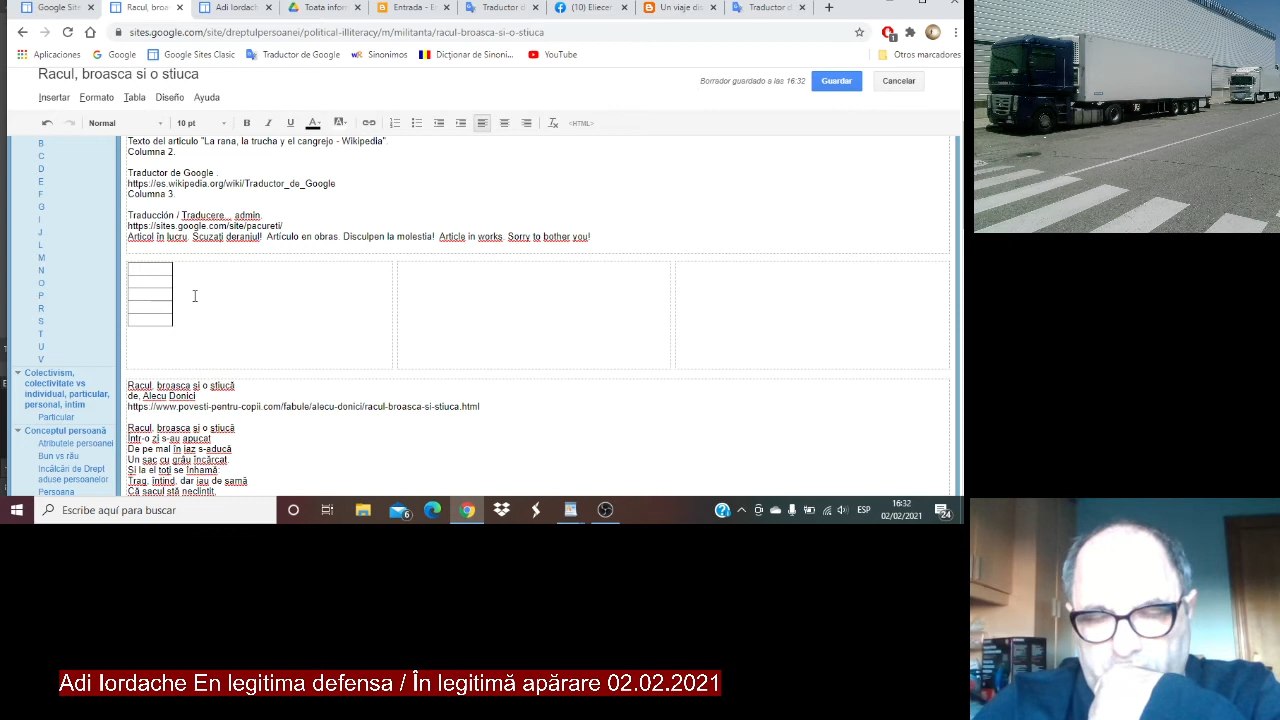 Google Sites
Racul, broa
Adi Iordach
Toata infor
Entrada - E
Traductor d
(10) Eliecer
Un viaje dis
Traductor d
sites.google.com/site/dreptulpersoanei/political-illiteracy/m/militanta/racul-broasca-si-o-stiuca
Aplicaciones
Google
Google Sites Clasic
Traductor de Google
Sinonimos
Dicționar de Sinoni...
YouTube
Otros marcadores
Racul, broasca si o stiuca
Borrador guardado a las 16:32
Guardar
Cancelar
Insertar Formato Tabla Diseño Ayuda
Normal
10 pt
B I U A A
<HTML>
B
C
D
E
F
G
I
J
L
M
N
O
P
R
S
T
U
V
Colectivism,
colectivitate vs
individual, particular,
personal, intim
Particular
Conceptul persoană
Atributele persoanei
Bun vs rău
Incălcări de Drept
aduse persoanelor
Persoana
Texto del articulo "La rana, la trucha y el cangrejo - Wikipedia".
Columna 2.
Traductor de Google .
https://es.wikipedia.org/wiki/Traductor_de_Google
Columna 3.
Traducción / Traducere... admin.
https://sites.google.com/site/pacureti/
Articol în lucru. Scuzați deranjul! Artículo en obras. Disculpen la molestia! Article in works. Sorry to bother you!
Racul, broasca și o știucă
de, Alecu Donici
https://www.povesti-pentru-copii.com/fabule/alecu-donici/racul-broasca-si-stiuca.html
Racul, broasca și o știucă
Într-o zi s-au apucat
De pe mal în iaz s-aducă
Un sac cu grâu încărcat.
Și la el toți se înhamă:
Trag, întind, dar iau de samă
Că sacul stă neclintit,
Escribe aquí para buscar
6
ESP
16:32
02/02/2021
24
Adi Iordache En legitima defensa / În legitimă apărare 02.02.2021